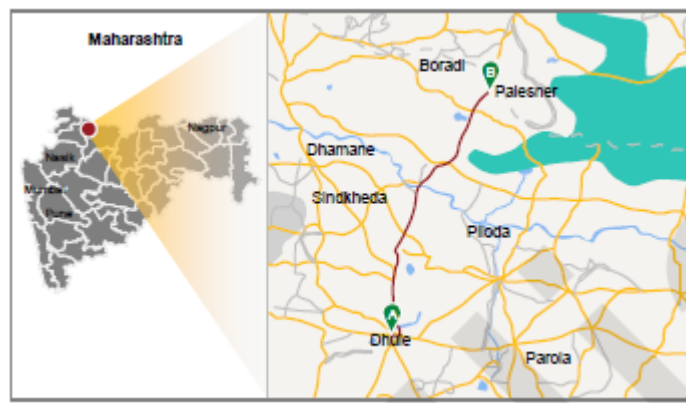 Maharashtra
Nagpur
Nasik
Mumbai
Pune
Boradi
B
Palesner
Dhamane
Sindkheda
Piloda
A
Dhule
Parola